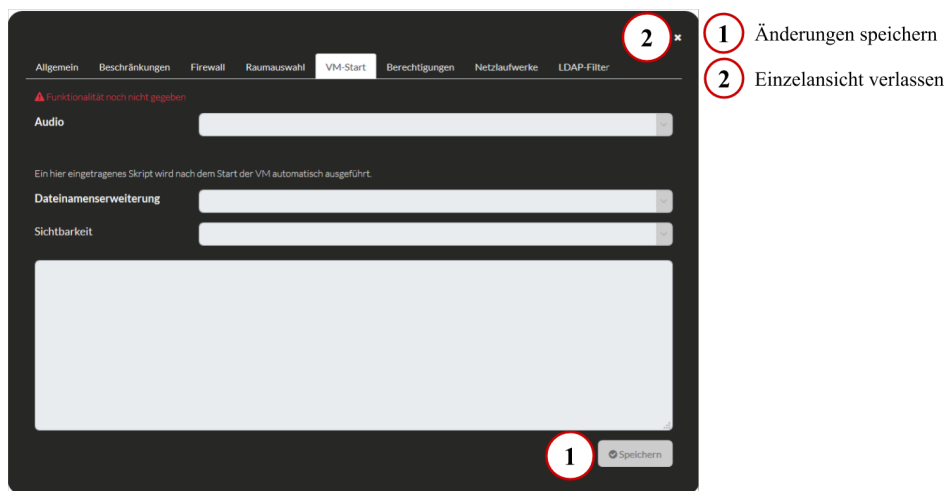 2
1 Änderungen speichern
Allgemein Beschränkungen Firewall Raumauswahl VM-Start Berechtigungen Netzlaufwerke LDAP-Filter
2 Einzelansicht verlassen
Funktionalität noch nicht gegeben
Audio
Ein hier eingetragenes Skript wird nach dem Start der VM automatisch ausgeführt.
Dateinamenserweiterung
Sichtbarkeit
1 Speichern